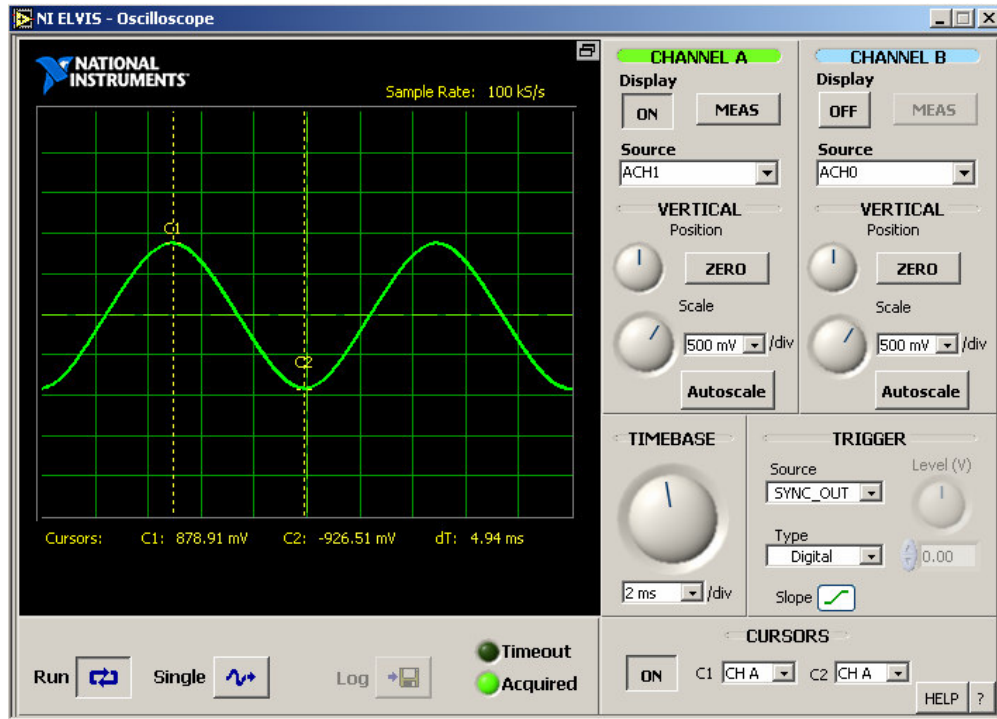 NI ELVIS - Oscilloscope
NATIONAL
INSTRUMENTS
Sample Rate: 100 kS/s
C1
C2
Cursors: C1: 878.91 mV C2: -926.51 mV dT: 4.94 ms
CHANNEL A
Display
ON MEAS
Source
ACH1
VERTICAL
Position
ZERO
Scale
500 mV /div
Autoscale
CHANNEL B
Display
OFF MEAS
Source
ACH0
VERTICAL
Position
ZERO
Scale
500 mV /div
Autoscale
TIMEBASE
2 ms /div
TRIGGER
Source
SYNC_OUT
Level (V)
Type
Digital
0.00
Slope
Run Single Log
Timeout
Acquired
CURSORS
ON C1 CH A C2 CH A
HELP ?